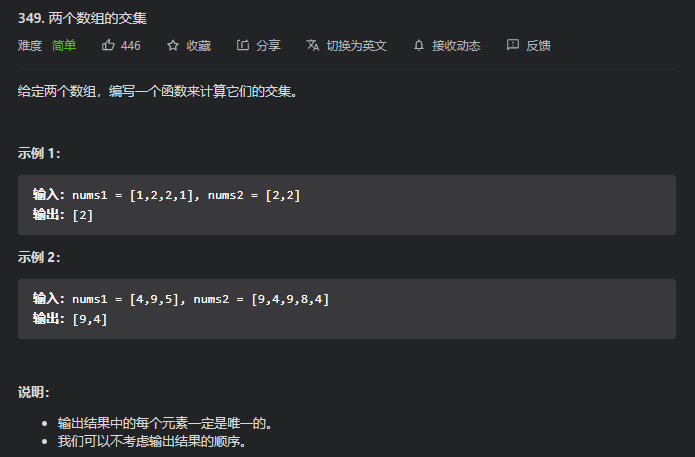 349. 两个数组的交集
难度 简单 446 收藏 分享 切换为英文 接收动态 反馈
给定两个数组，编写一个函数来计算它们的交集。
示例 1：
输入：nums1 = [1,2,2,1], nums2 = [2,2]
输出：[2]
示例 2：
输入：nums1 = [4,9,5], nums2 = [9,4,9,8,4]
输出：[9,4]
说明：
• 输出结果中的每个元素一定是唯一的。
• 我们可以不考虑输出结果的顺序。